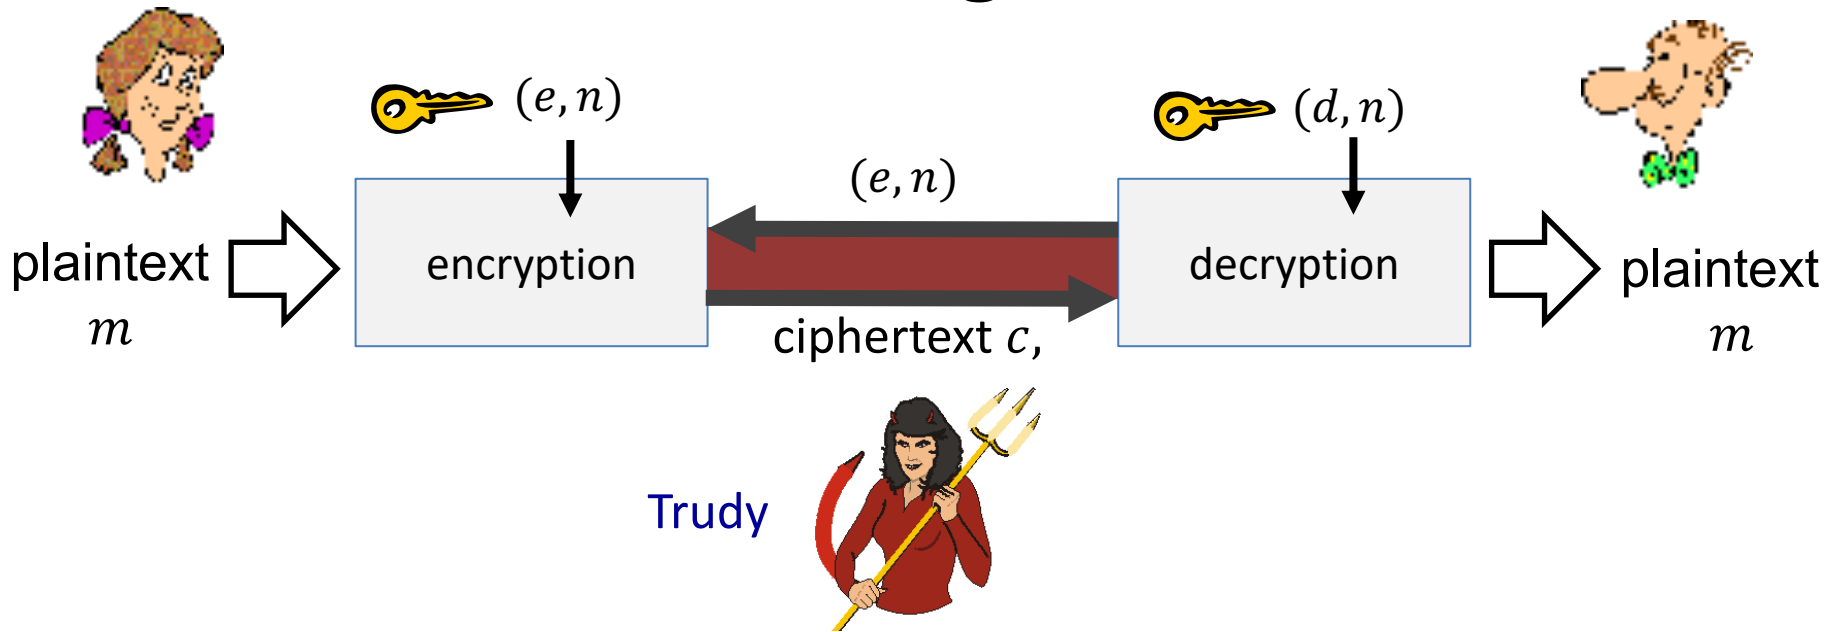 (e, n)
(d, n)
(e, n)
plaintext
m
encryption
decryption
plaintext
m
ciphertext c,
Trudy